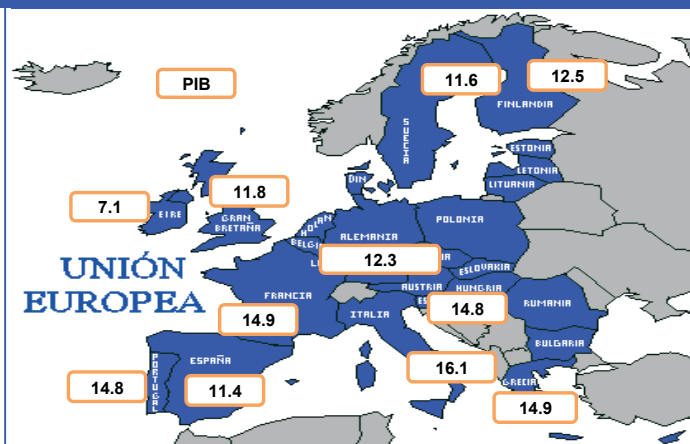 PIB
11.6
12.5
FINLANDIA
SUECIA
ESTONIA
LETONIA
LITUANIA
DIN
7.1
11.8
EIRE
GRAN
BRETAÑA
HOLAN
BELGI
ALEMANIA
POLONIA
12.3
ESLOVAKIA
UNIÓN
EUROPEA
FRANCIA
AUSTRIA
HUNGRIA
RUMANIA
14.9
ITALIA
14.8
BULGARIA
PORTUGAL
ESPAÑA
14.8
11.4
16.1
GRECIA
14.9